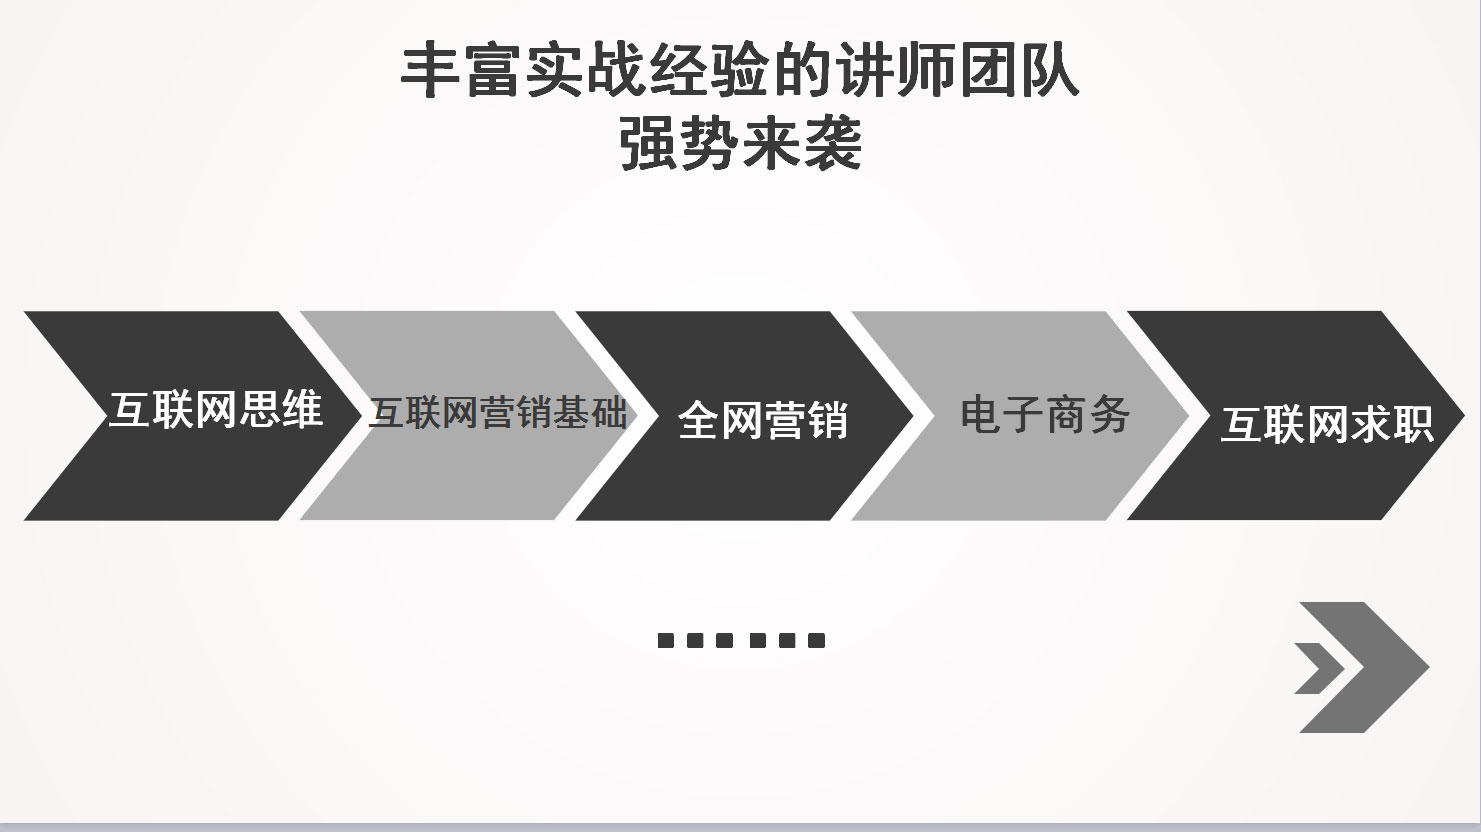 丰富实战经验的讲师团队
强势来袭
互联网思维
互联网营销基础
全网营销
电子商务
互联网求职
……